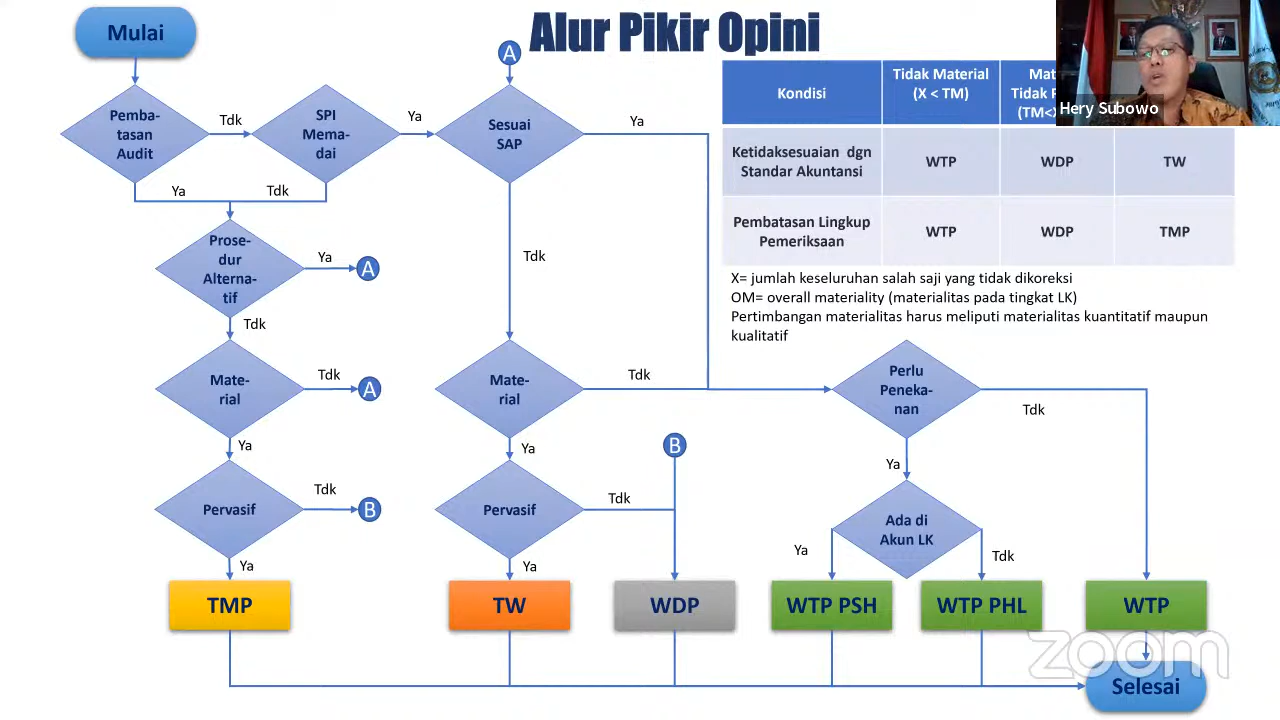 Alur Pikir Opini
Mulai
A
Pemba-
tasan
Audit
Tdk
SPI
Mema-
dai
Ya
Sesuai
SAP
Ya
Ya
Tdk
Prose-
dur
Alterna-
tif
Ya
A
Tdk
Tdk
Mate-
rial
Tdk
A
Mate-
rial
Tdk
Ya
Ya
B
Pervasif
Tdk
B
Pervasif
Tdk
Ya
Ya
TMP
TW
WDP
Kondisi
Tidak Material
(X < TM)
Tidak
Ketidaksesuaian dgn
Standar Akuntansi
WTP
WDP
TW
Pembatasan Lingkup
Pemeriksaan
WTP
WDP
TMP
X= jumlah keseluruhan salah saji yang tidak dikoreksi
OM= overall materiality (materialitas pada tingkat LK)
Pertimbangan materialitas harus meliputi materialitas kuantitatif maupun
kualitatif
Perlu
Peneka-
nan
Tdk
Ya
Ada di
Akun LK
Ya
Tdk
WTP PSH
WTP PHL
WTP
Selesai
Hery Subowo
zoom